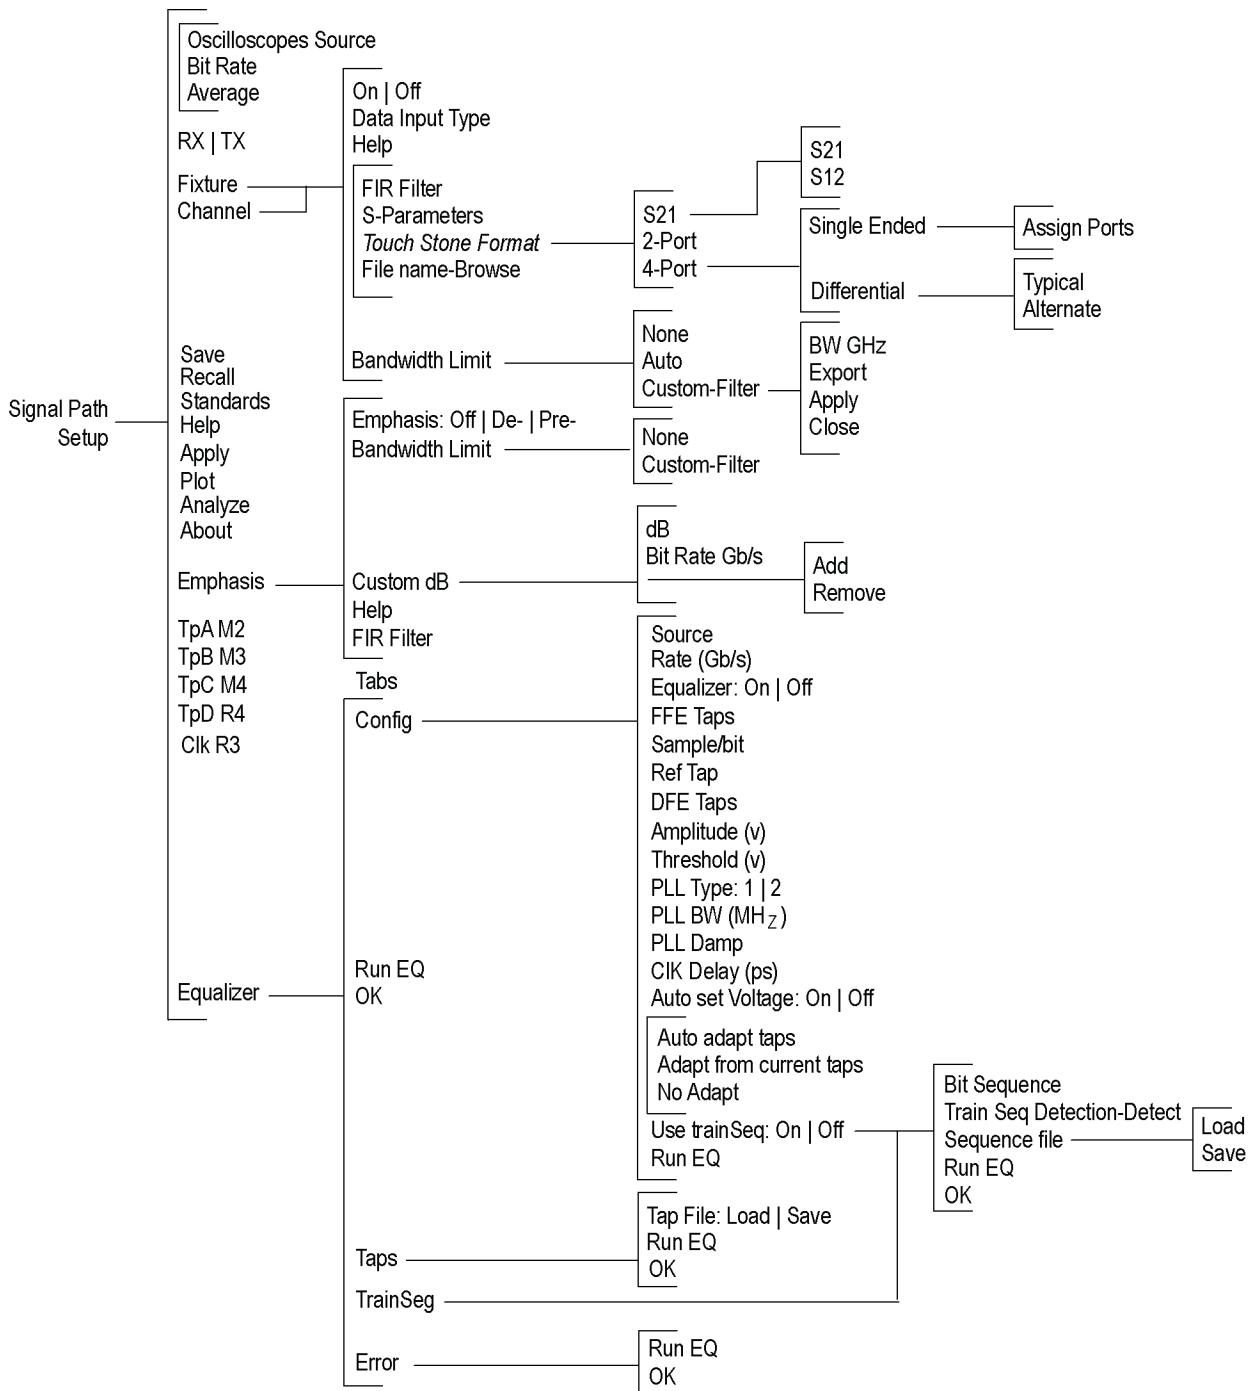 Signal Path
Setup
Oscilloscopes Source
Bit Rate
Average
RX | TX
Fixture
Channel
Save
Recall
Standards
Help
Apply
Plot
Analyze
About
Emphasis
TpA M2
TpB M3
TpC M4
TpD R4
Clk R3
Equalizer
On | Off
Data Input Type
Help
FIR Filter
S-Parameters
Touch Stone Format
File name-Browse
Bandwidth Limit
S21
2-Port
4-Port
S21
S12
Single Ended
Differential
Assign Ports
Typical
Alternate
None
Auto
Custom-Filter
BW GHz
Export
Apply
Close
Emphasis: Off | De- | Pre-
Bandwidth Limit
None
Custom-Filter
Custom dB
Help
FIR Filter
dB
Bit Rate Gb/s
Add
Remove
Tabs
Config
Run EQ
OK
Taps
TrainSeg
Error
Source
Rate (Gb/s)
Equalizer: On | Off
FFE Taps
Sample/bit
Ref Tap
DFE Taps
Amplitude (v)
Threshold (v)
PLL Type: 1 | 2
PLL BW (MHZ)
PLL Damp
ClK Delay (ps)
Auto set Voltage: On | Off
Auto adapt taps
Adapt from current taps
No Adapt
Use trainSeq: On | Off
Run EQ
Bit Sequence
Train Seq Detection-Detect
Sequence file
Run EQ
OK
Load
Save
Tap File: Load | Save
Run EQ
OK
Run EQ
OK